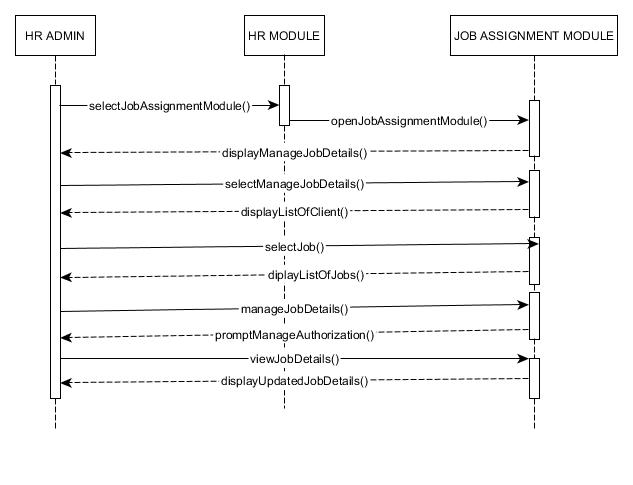 HR ADMIN
HR MODULE
JOB ASSIGNMENT MODULE
selectJobAssignmentModule()
openJobAssignmentModule()
displayManageJobDetails()
selectManageJobDetails()
displayListOfClient()
selectJob()
diplayListOfJobs()
manageJobDetails()
promptManageAuthorization()
viewJobDetails()
displayUpdatedJobDetails()